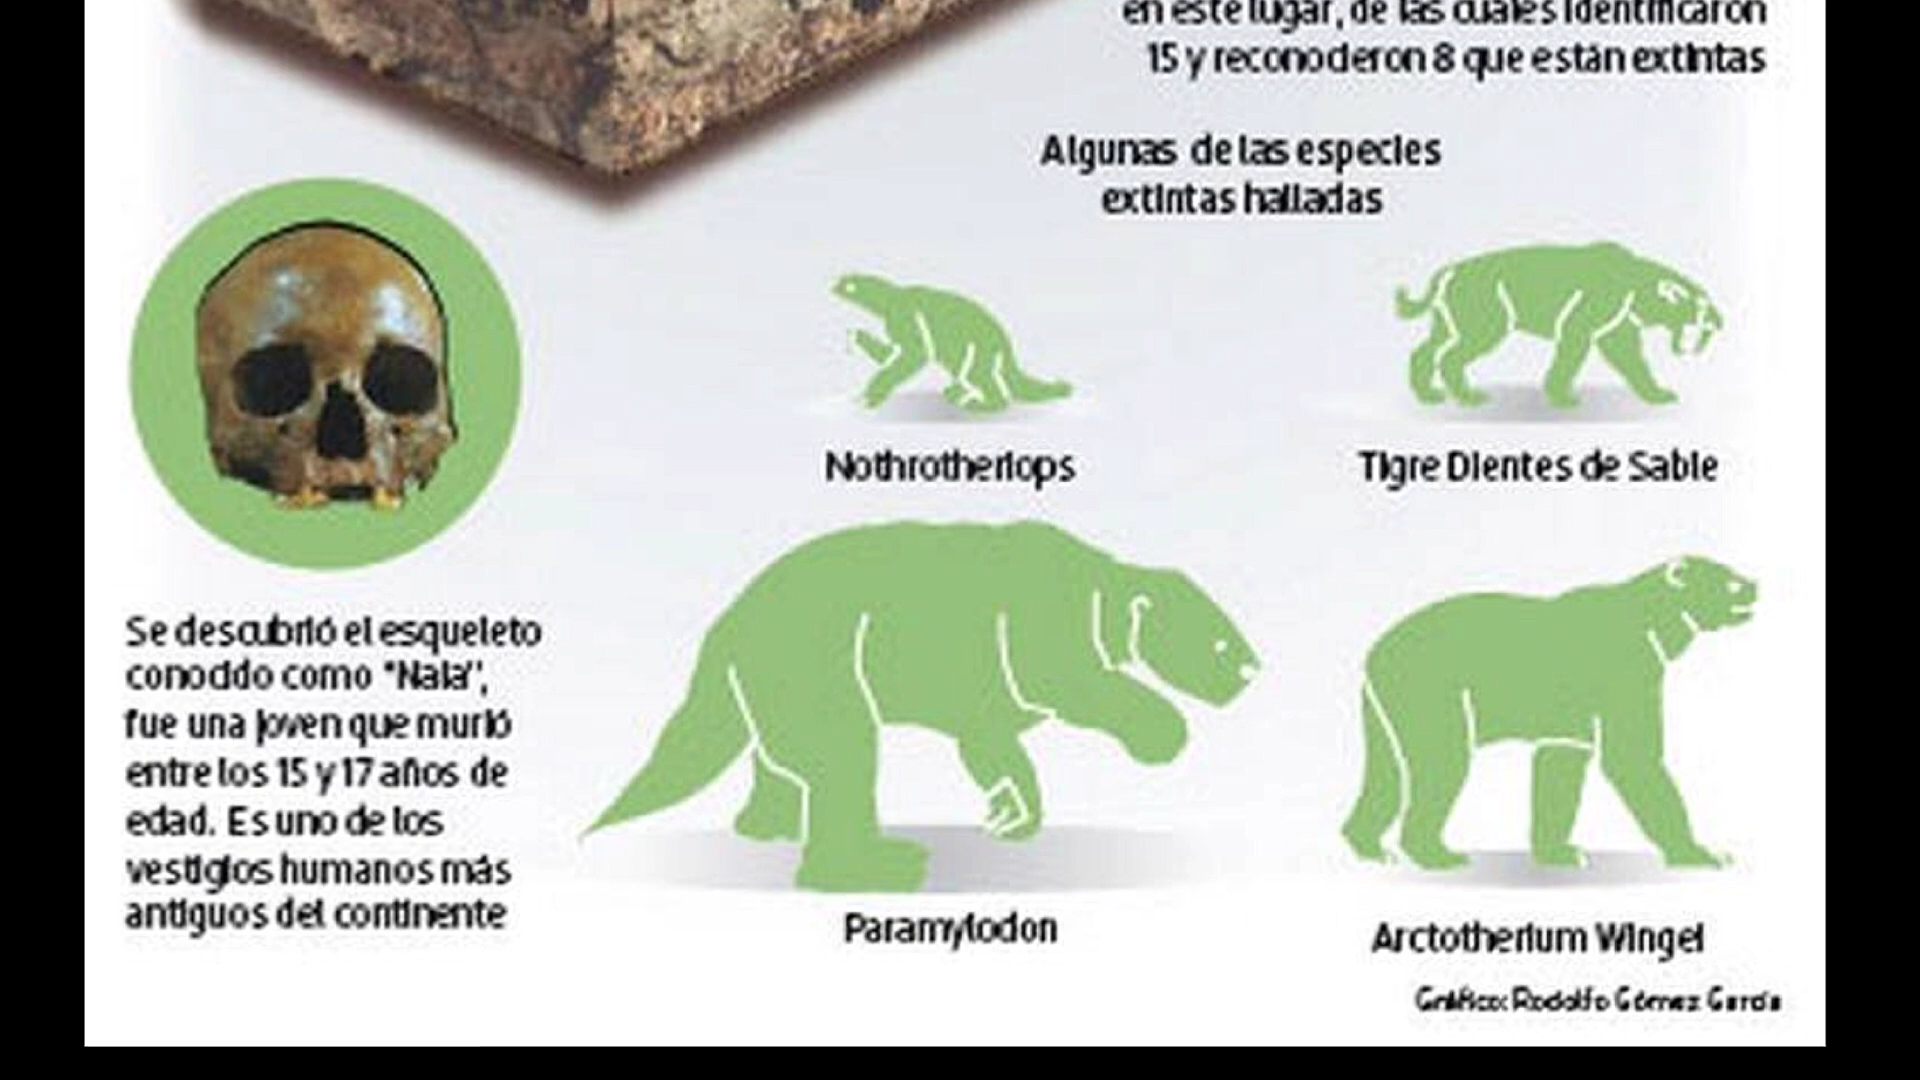 en este lugar, de las cuales identificaron
15 y reconoderon 8 que están extintas
Algunas de las especies
extintas halladas
Nothrotheriops
Tigre Dientes de Sable
Se descubrió el esqueleto
conocido como "Naia",
fue una joven que murió
entre los 15 y 17 años de
edad. Es uno de los
vestigios humanos más
antiguos del continente
Paramylodon
Arctotherium Wingei
Gráfico: Rodolfo Gómez García